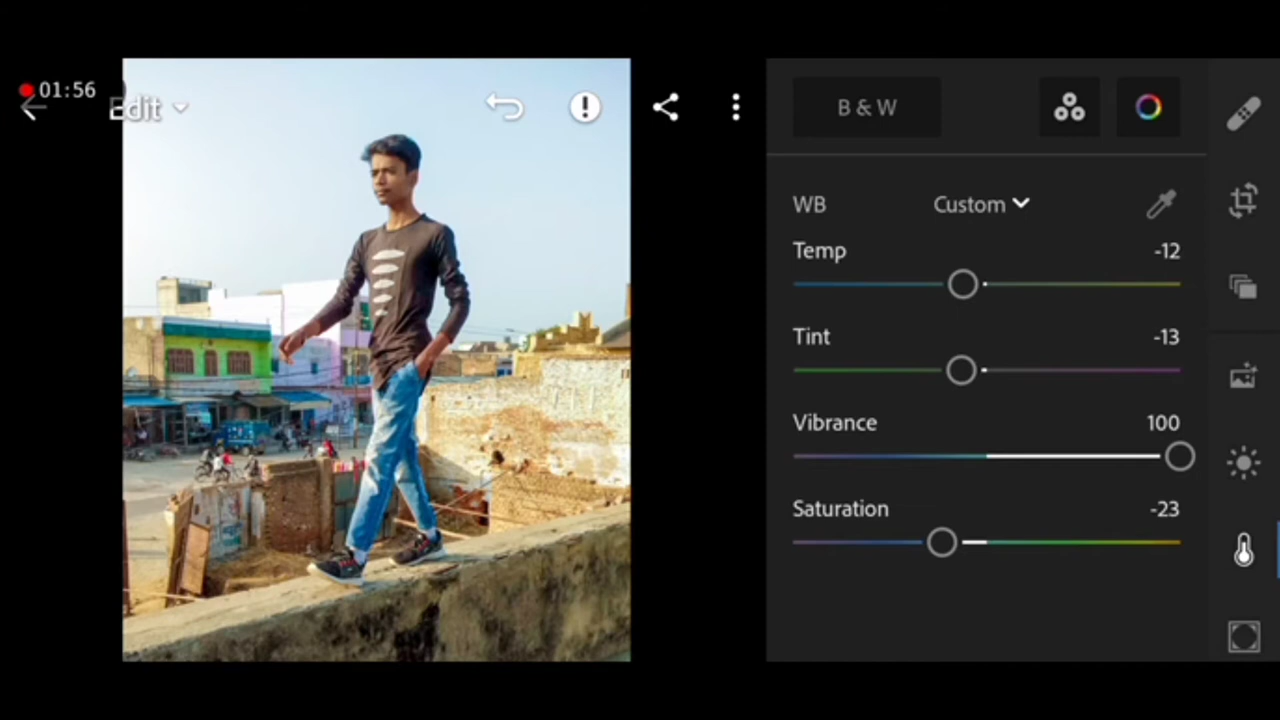 01:56
Edit
B & W
WB Custom
Temp -12
Tint -13
Vibrance 100
Saturation -23